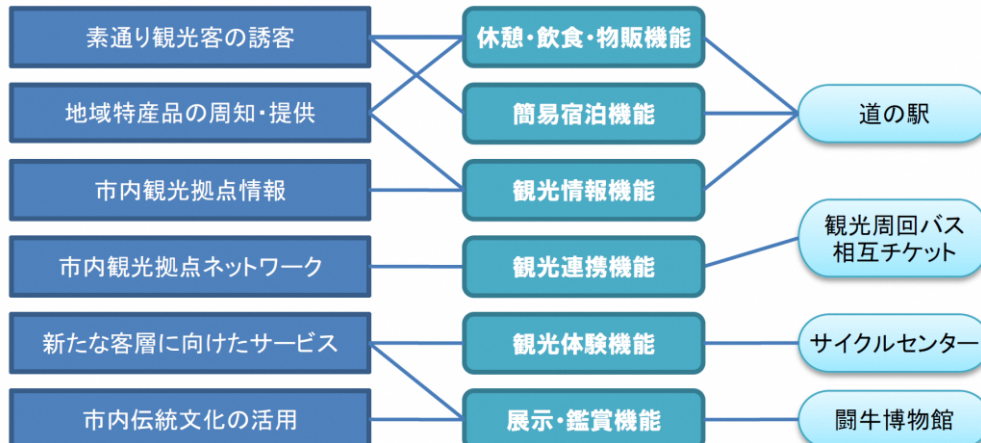 素通り観光客の誘客
地域特産品の周知・提供
市内観光拠点情報
市内観光拠点ネットワーク
新たな客層に向けたサービス
市内伝統文化の活用
休憩・飲食・物販機能
簡易宿泊機能
観光情報機能
観光連携機能
観光体験機能
展示・鑑賞機能
道の駅
観光周回バス
相互チケット
サイクルセンター
闘牛博物館